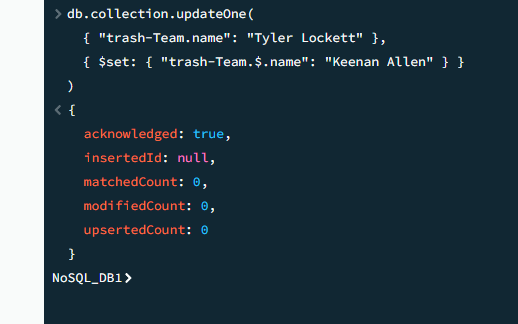 > db.collection.updateOne(
{ "trash-Team.name": "Tyler Lockett" },
{ $set: { "trash-Team.$.name": "Keenan Allen" } }
)
< {
acknowledged: true,
insertedId: null,
matchedCount: 0,
modifiedCount: 0,
upsertedCount: 0
}
NoSQL_DB1>